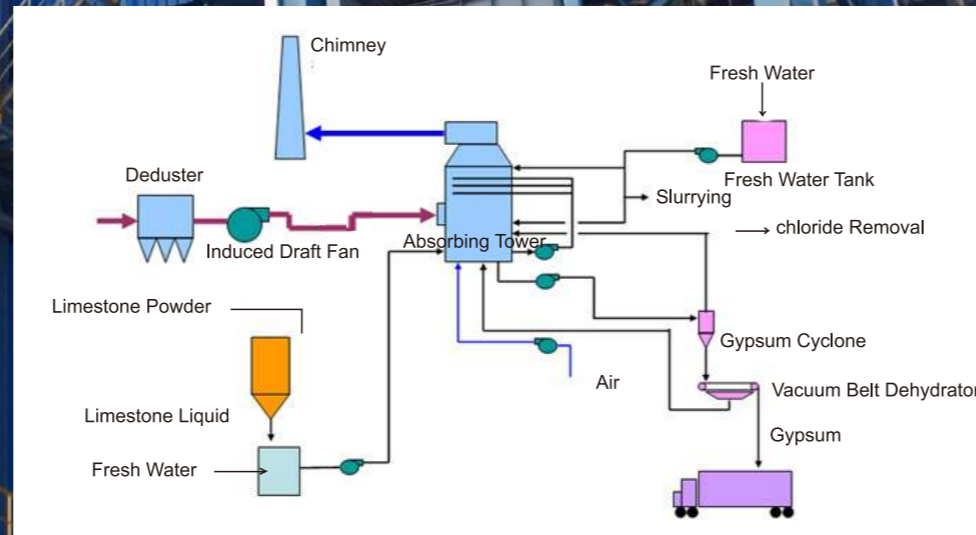 Chimney
Fresh Water
Deduster
Fresh Water Tank
Slurrying
chloride Removal
Induced Draft Fan
Absorbing Tower
Limestone Powder
Gypsum Cyclone
Air
Vacuum Belt Dehydrator
Limestone Liquid
Gypsum
Fresh Water